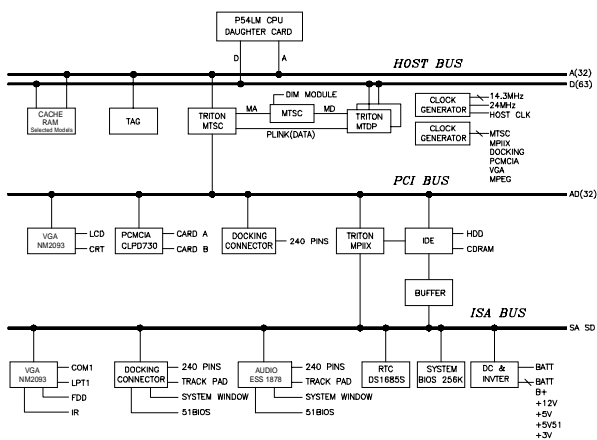 P54LM CPU
DAUGHTER CARD
D
A
HOST BUS
A(32)
D(63)
CACHE
RAM
Selected Models
TAG
TRITON
MTSC
MA
DIM MODULE
MTSC
MD
TRITON
MTDP
PLINK(DATA)
CLOCK
GENERATOR
14.3MHz
24MHz
HOST CLK
CLOCK
GENERATOR
MTSC
MPIIX
DOCKING
PCMCIA
VGA
MPEG
PCI BUS
AD(32)
VGA
NM2093
LCD
CRT
PCMCIA
CLPD730
CARD A
CARD B
DOCKING
CONNECTOR
240 PINS
TRITON
MPIIX
IDE
HDD
CDRAM
BUFFER
ISA BUS
SA SD
VGA
NM2093
COM1
LPT1
FDD
IR
DOCKING
CONNECTOR
240 PINS
TRACK PAD
SYSTEM WINDOW
51BIOS
AUDIO
ESS 1878
240 PINS
TRACK PAD
SYSTEM WINDOW
51BIOS
RTC
DS1685S
SYSTEM
BIOS 256K
DC &
INVTER
BATT
BATT
B+
+12V
+5V
+5V51
+3V